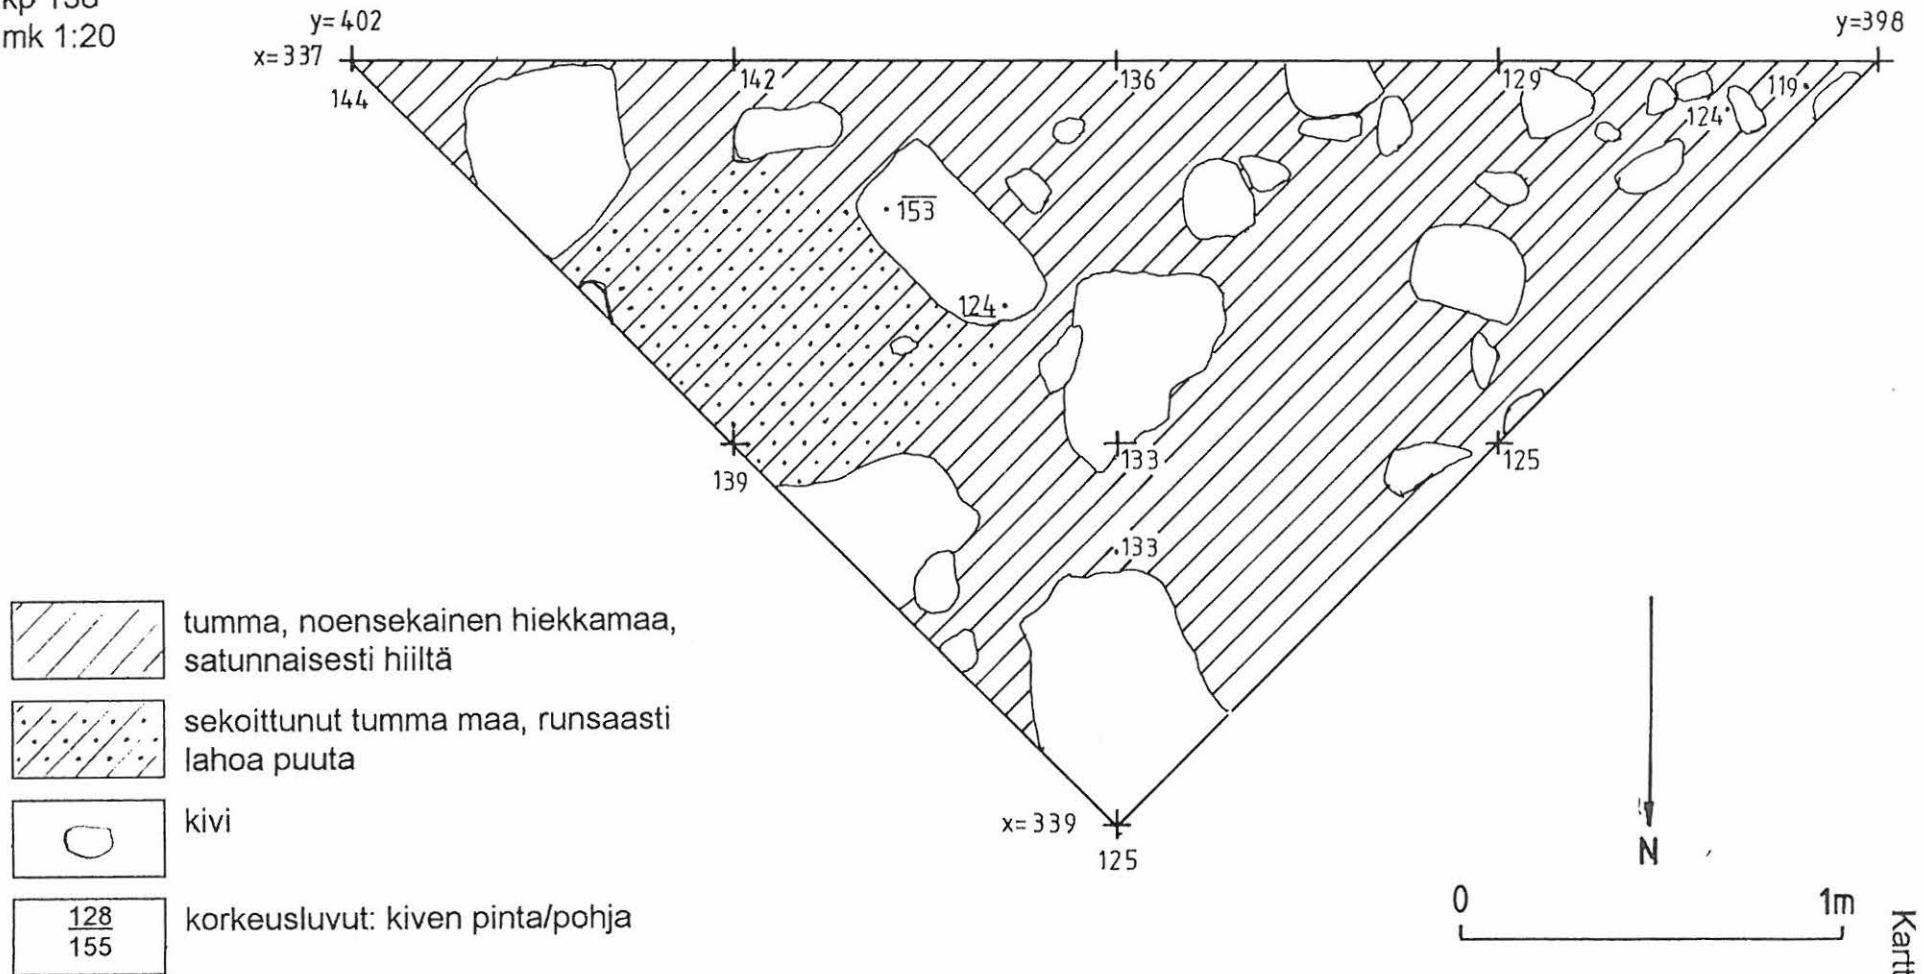 mk 1:20
y=402
y=398
x=337
144
142
136
129
119
124
153
124
133
139
125
133
x=339
125
tumma, noensekainen hiekkamaa,
satunnaisesti hiiltä
sekoittunut tumma maa, runsaasti
lahoa puuta
kivi
128
155
korkeusluvut: kiven pinta/pohja
N
0
1m